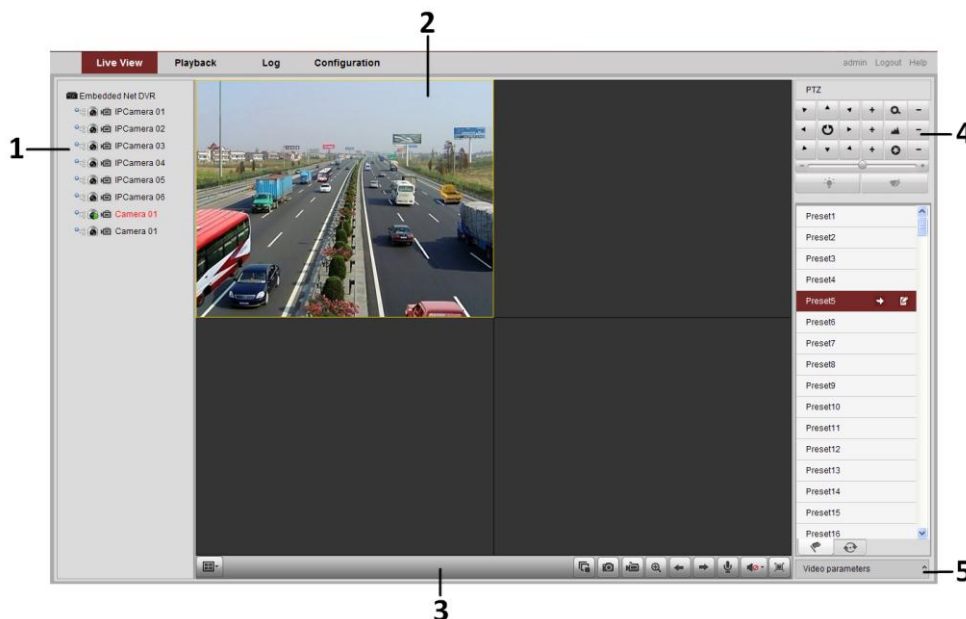 2
Live View Playback Log Configuration admin Logout Help
Embedded Net DVR
IPCamera 01
IPCamera 02
1
IPCamera 03
IPCamera 04
IPCamera 05
IPCamera 06
Camera 01
Camera 01
PTZ
4
Preset1
Preset2
Preset3
Preset4
Preset5
Preset6
Preset7
Preset8
Preset9
Preset10
Preset11
Preset12
Preset13
Preset14
Preset15
Preset16
3
Video parameters
5